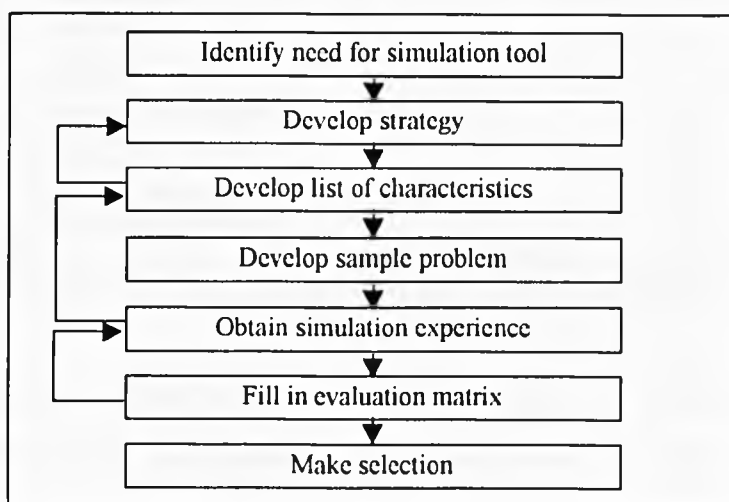 Identify need for simulation tool
Develop strategy
Develop list of characteristics
Develop sample problem
Obtain simulation experience
Fill in evaluation matrix
Make selection